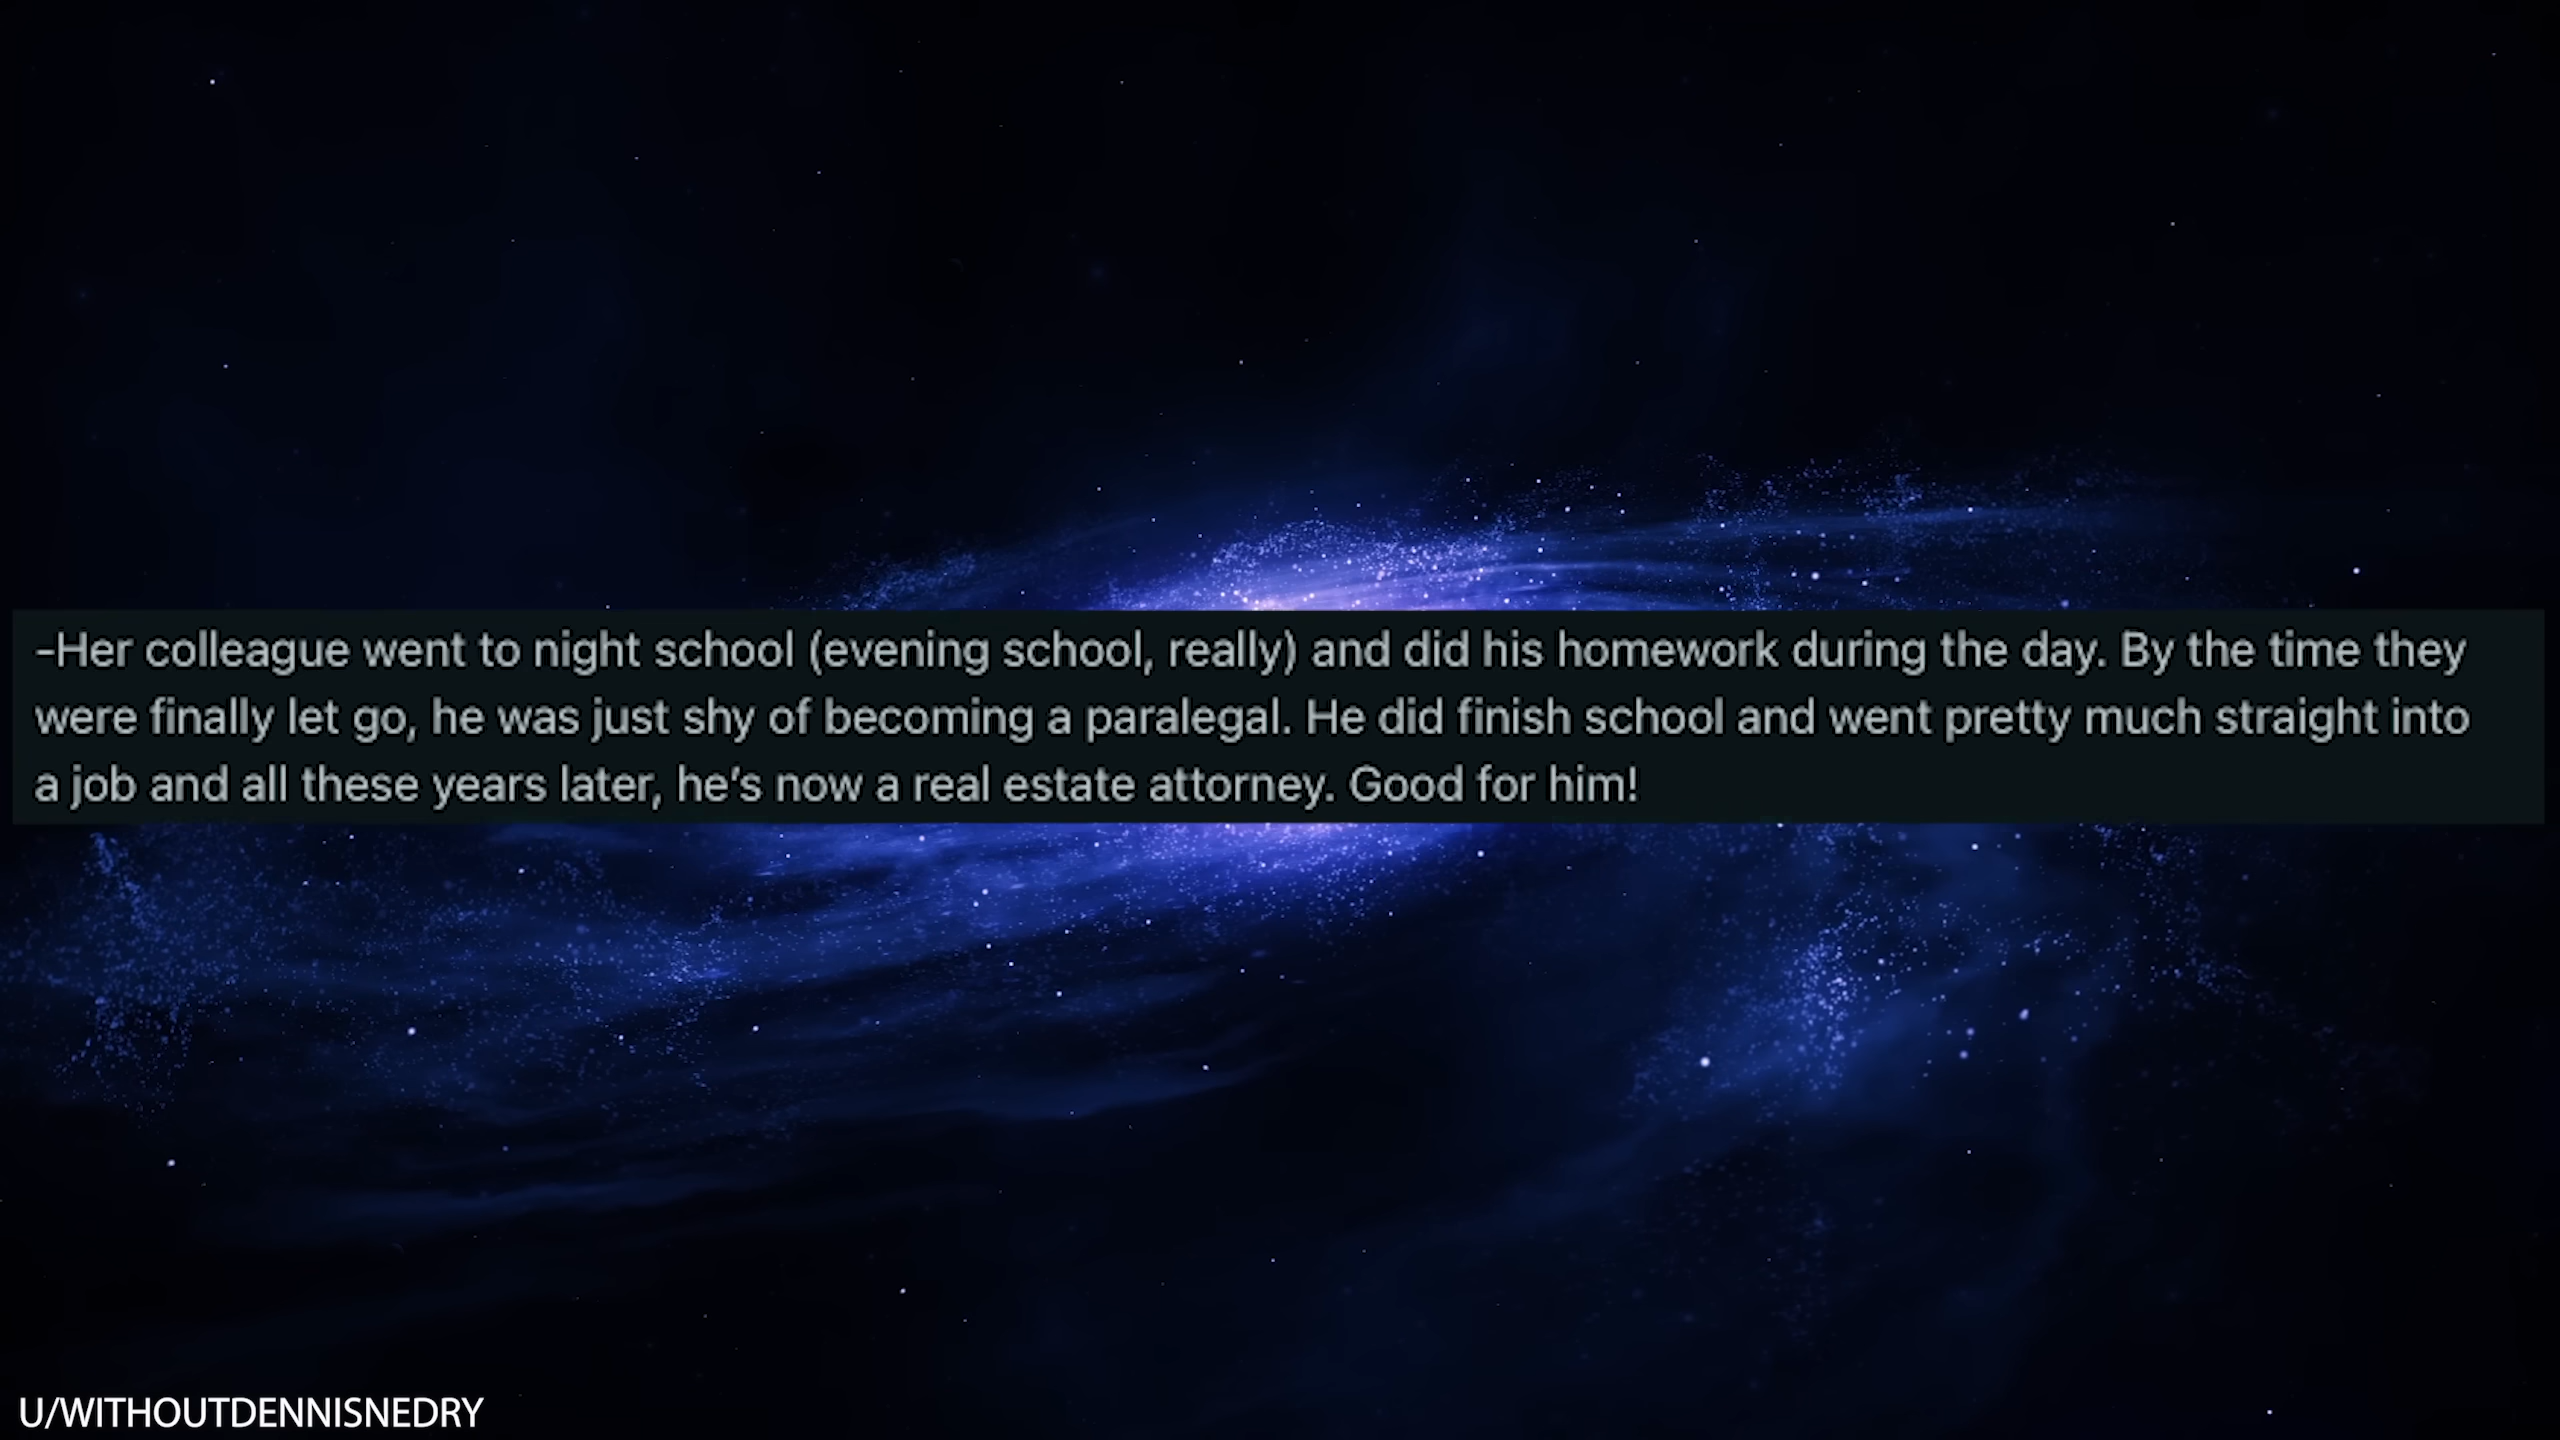 -Her colleague went to night school (evening school, really) and did his homework during the day. By the time they
were finally let go, he was just shy of becoming a paralegal. He did finish school and went pretty much straight into
a job and all these years later, he’s now a real estate attorney. Good for him!
U/WITHOUTDENNISNEDRY